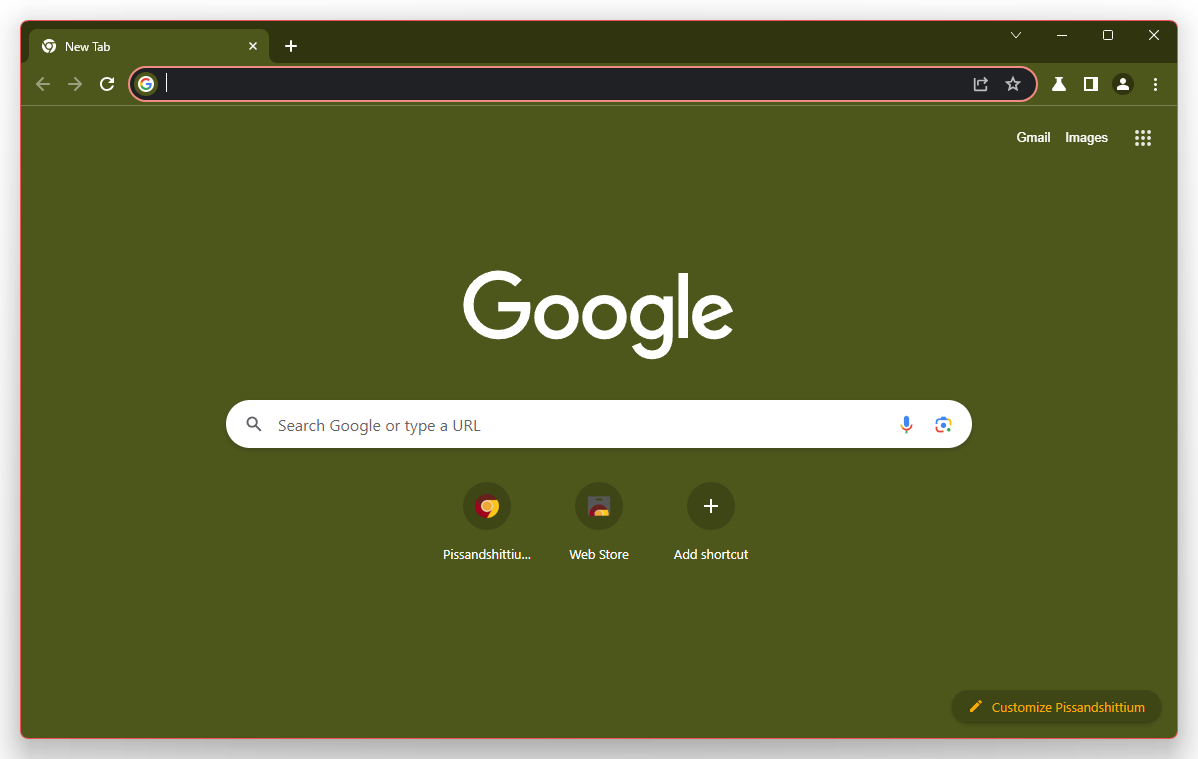 New Tab
Gmail Images
Google
Search Google or type a URL
Pissandshittiu... Web Store Add shortcut
Customize Pissandshittium